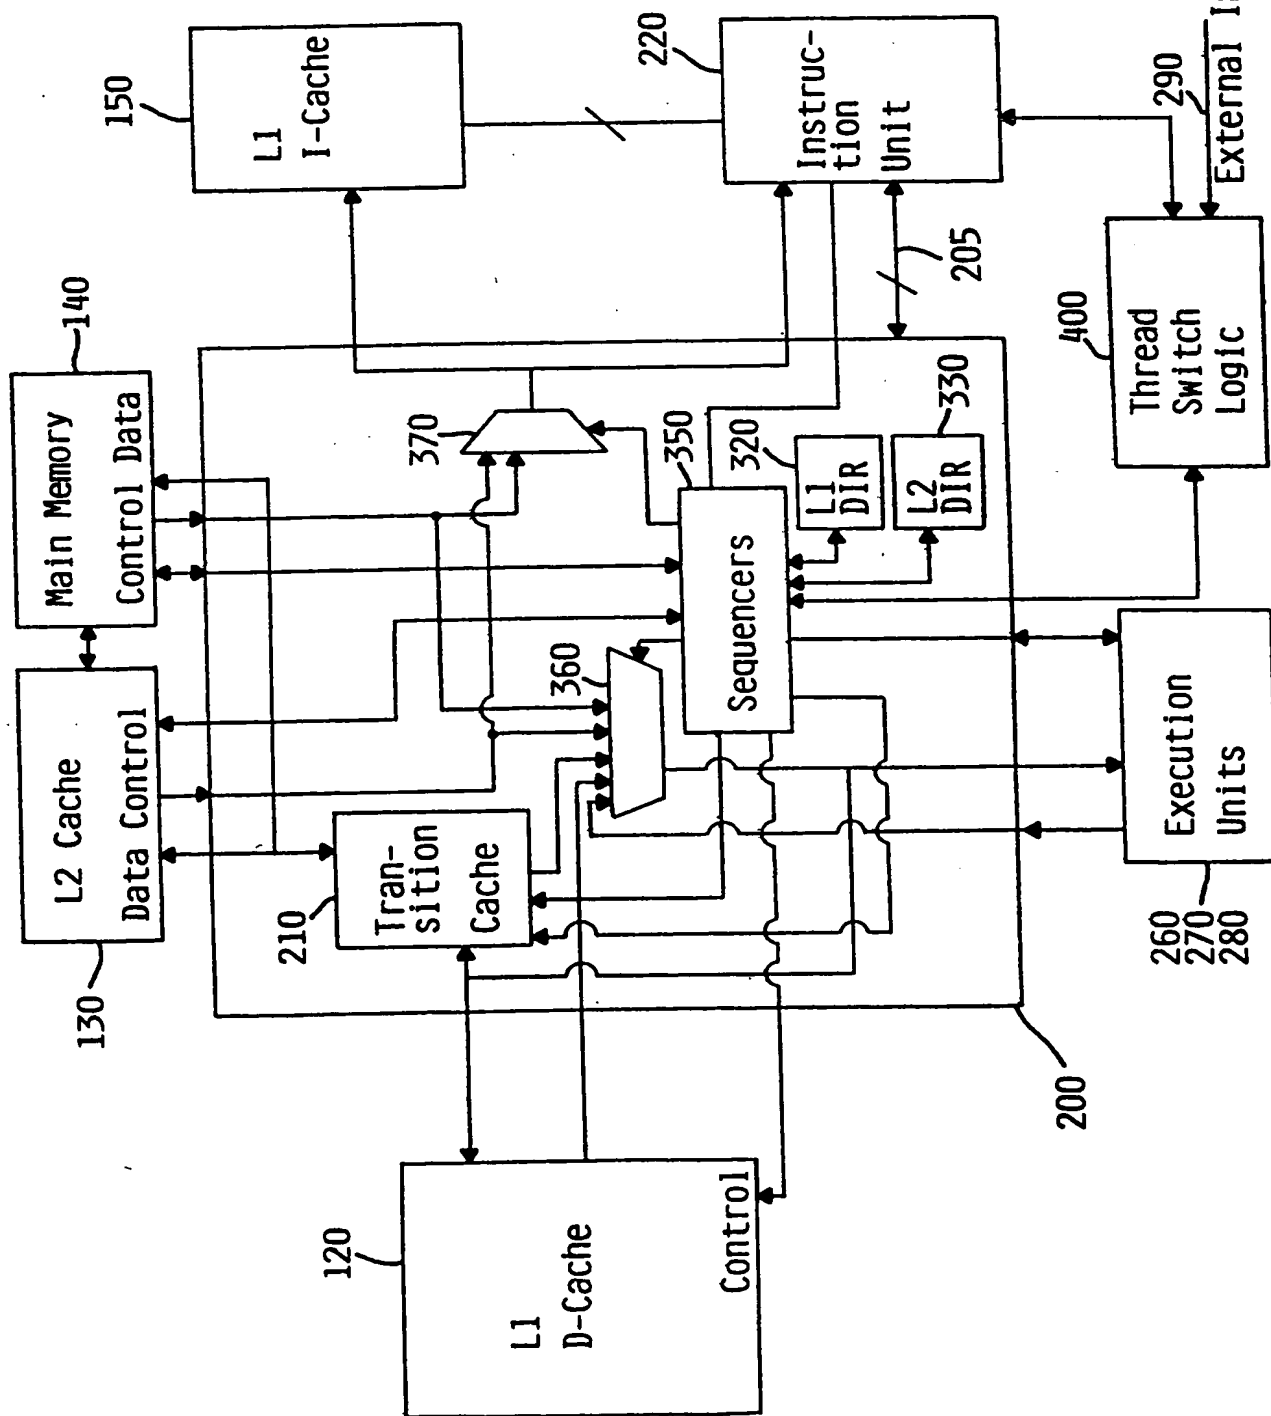 150
L1
I-Cache
220
Instruc-
tion
Unit
290
External
140
Main Memory
Control Data
370
205
400
Thread
Switch
Logic
350
320
L1
DIR
330
L2
DIR
Sequencers
360
L2 Cache
Data Control
130
210
Tran-
sition
Cache
Execution
Units
260
270
280
200
120
L1
D-Cache
Control